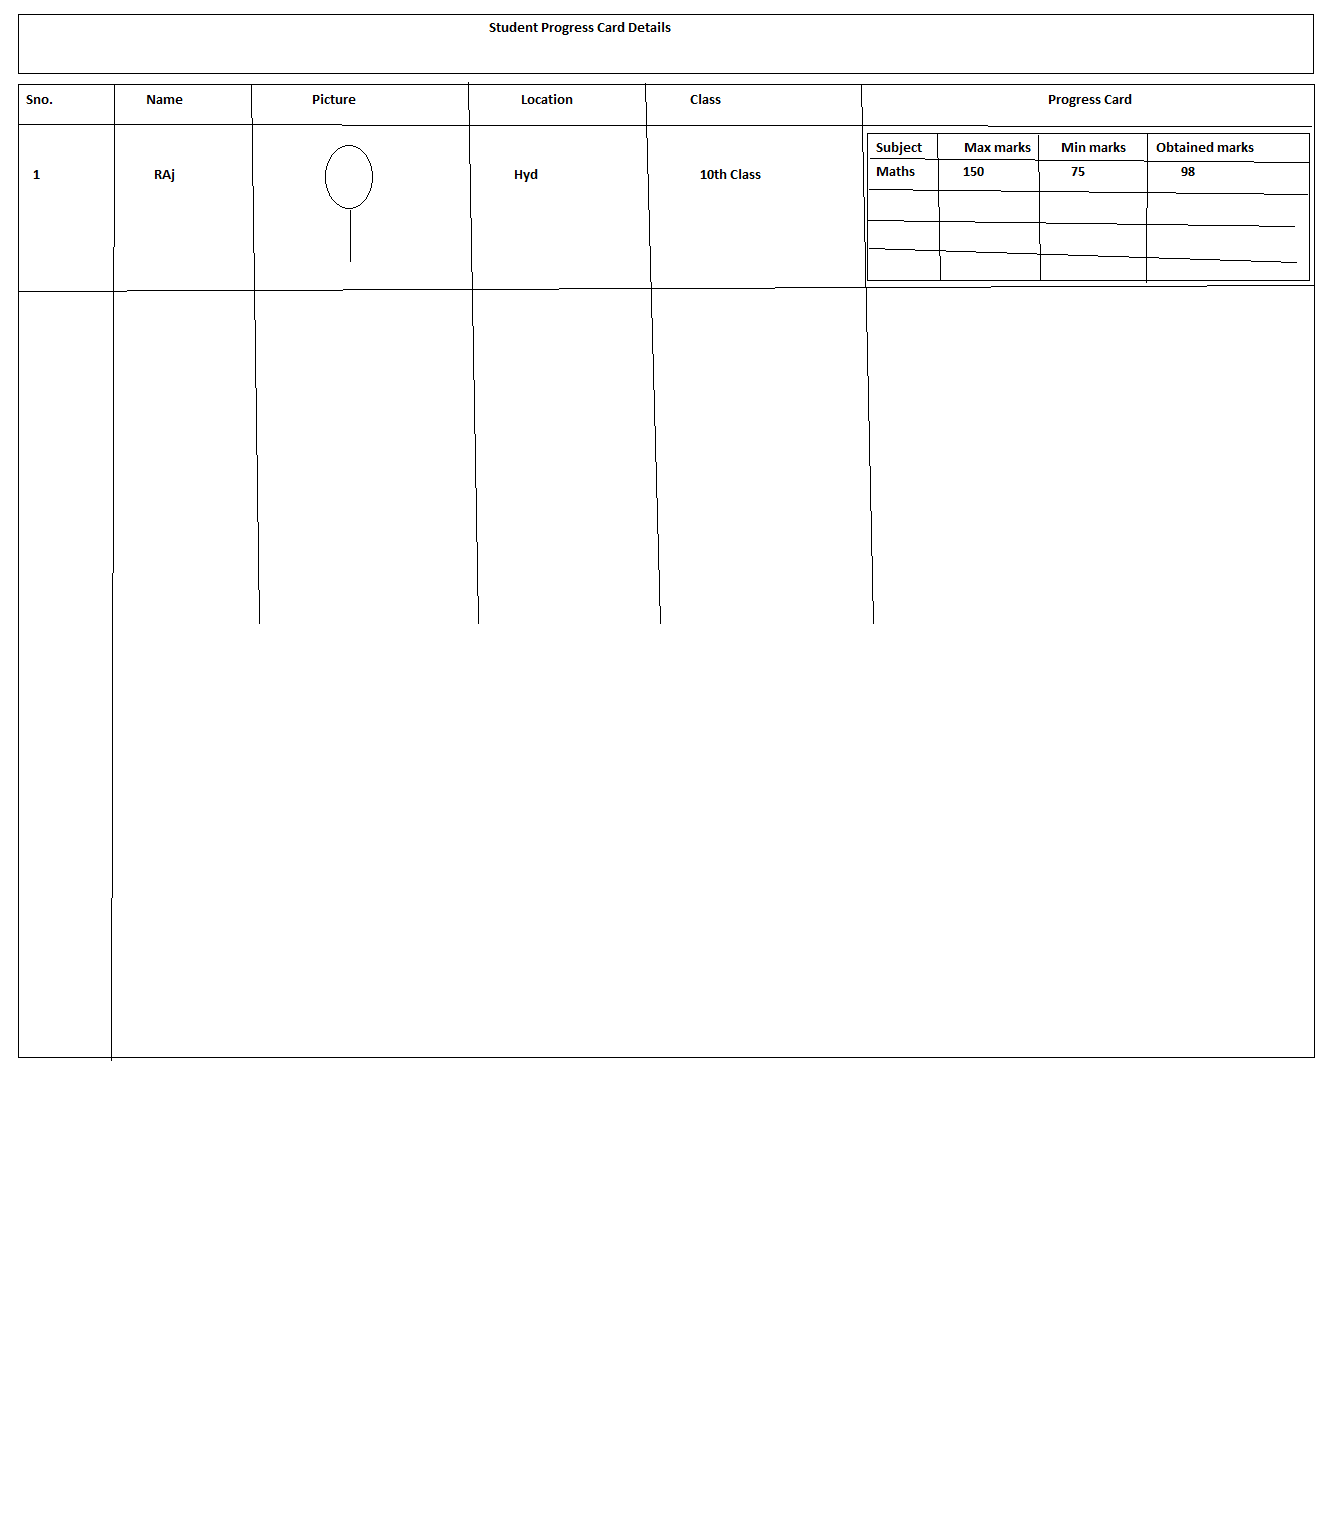 Student Progress Card Details
Sno. Name Picture Location Class Progress Card
Subject Max marks Min marks Obtained marks
1 RAj Hyd 10th Class Maths 150 75 98